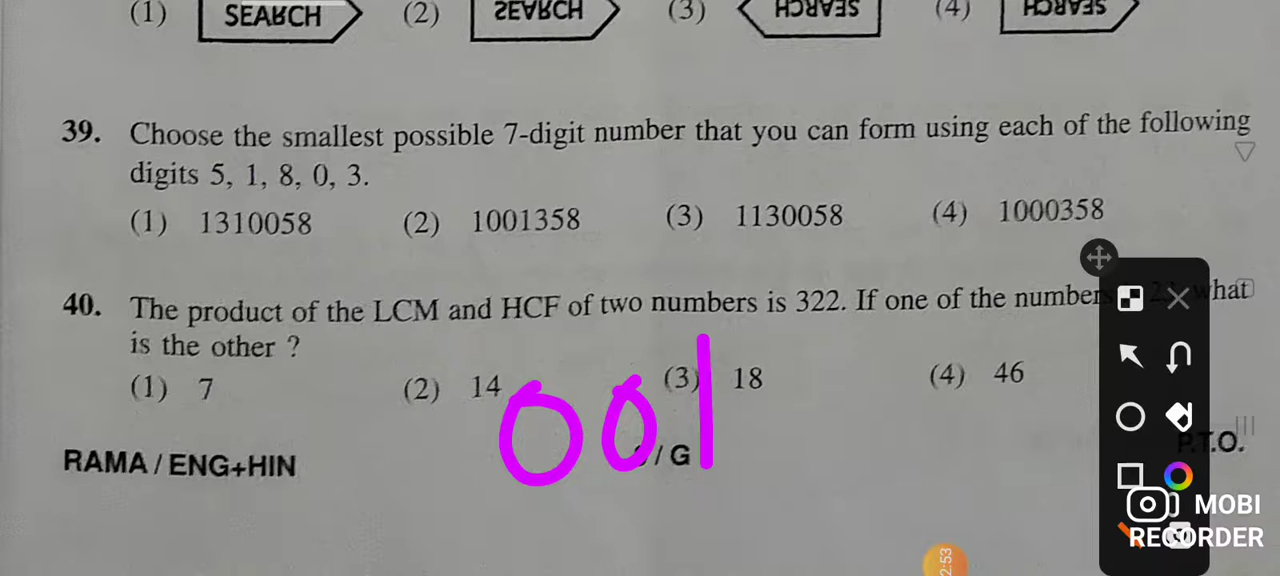 (1) SEARCH (2) SEARCH (3) SEARCH (4) SEARCH
39. Choose the smallest possible 7-digit number that you can form using each of the following
digits 5, 1, 8, 0, 3.
(1) 1310058 (2) 1001358 (3) 1130058 (4) 1000358
40. The product of the LCM and HCF of two numbers is 322. If one of the numbers what
is the other ?
(1) 7 (2) 14 (3) 18 (4) 46
001
RAMA / ENG+HIN / G P.T.O.
MOBI
RECORDER
2:53